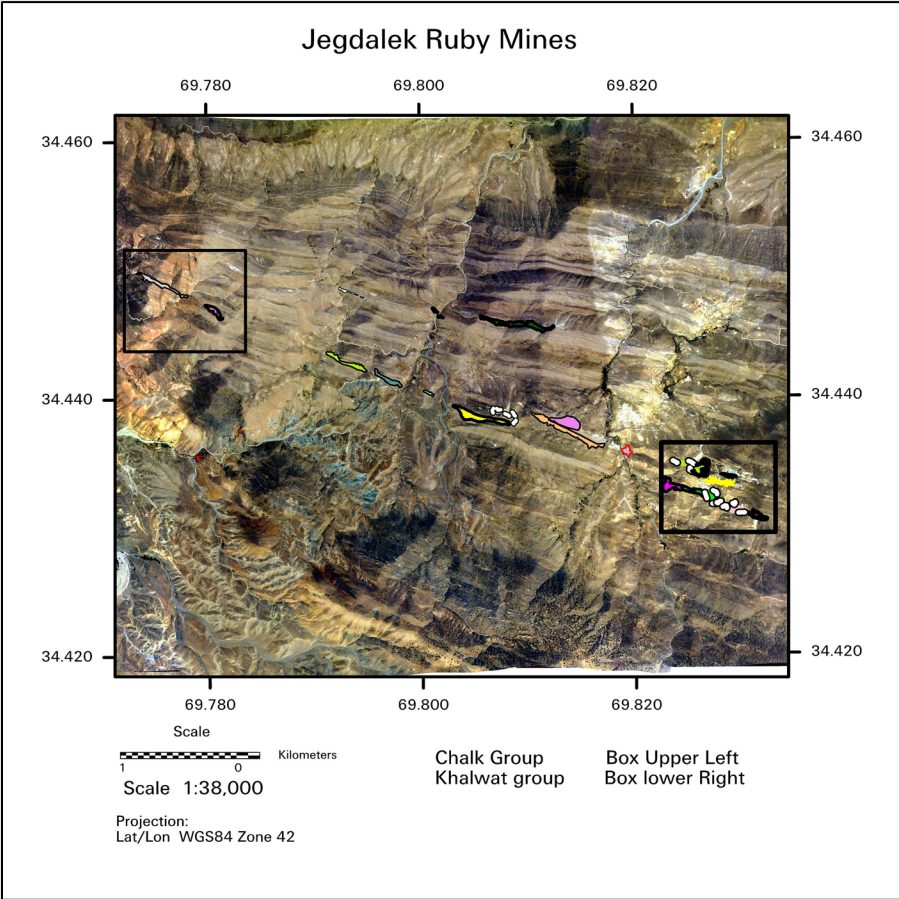 Jegdalek Ruby Mines
69.780 69.800 69.820
34.460 34.460
34.440 34.440
34.420 34.420
69.780 69.800 69.820
Scale
Kilometers
1 0
Scale 1:38,000
Chalk Group Box Upper Left
Khalwat group Box lower Right
Projection:
Lat/Lon WGS84 Zone 42